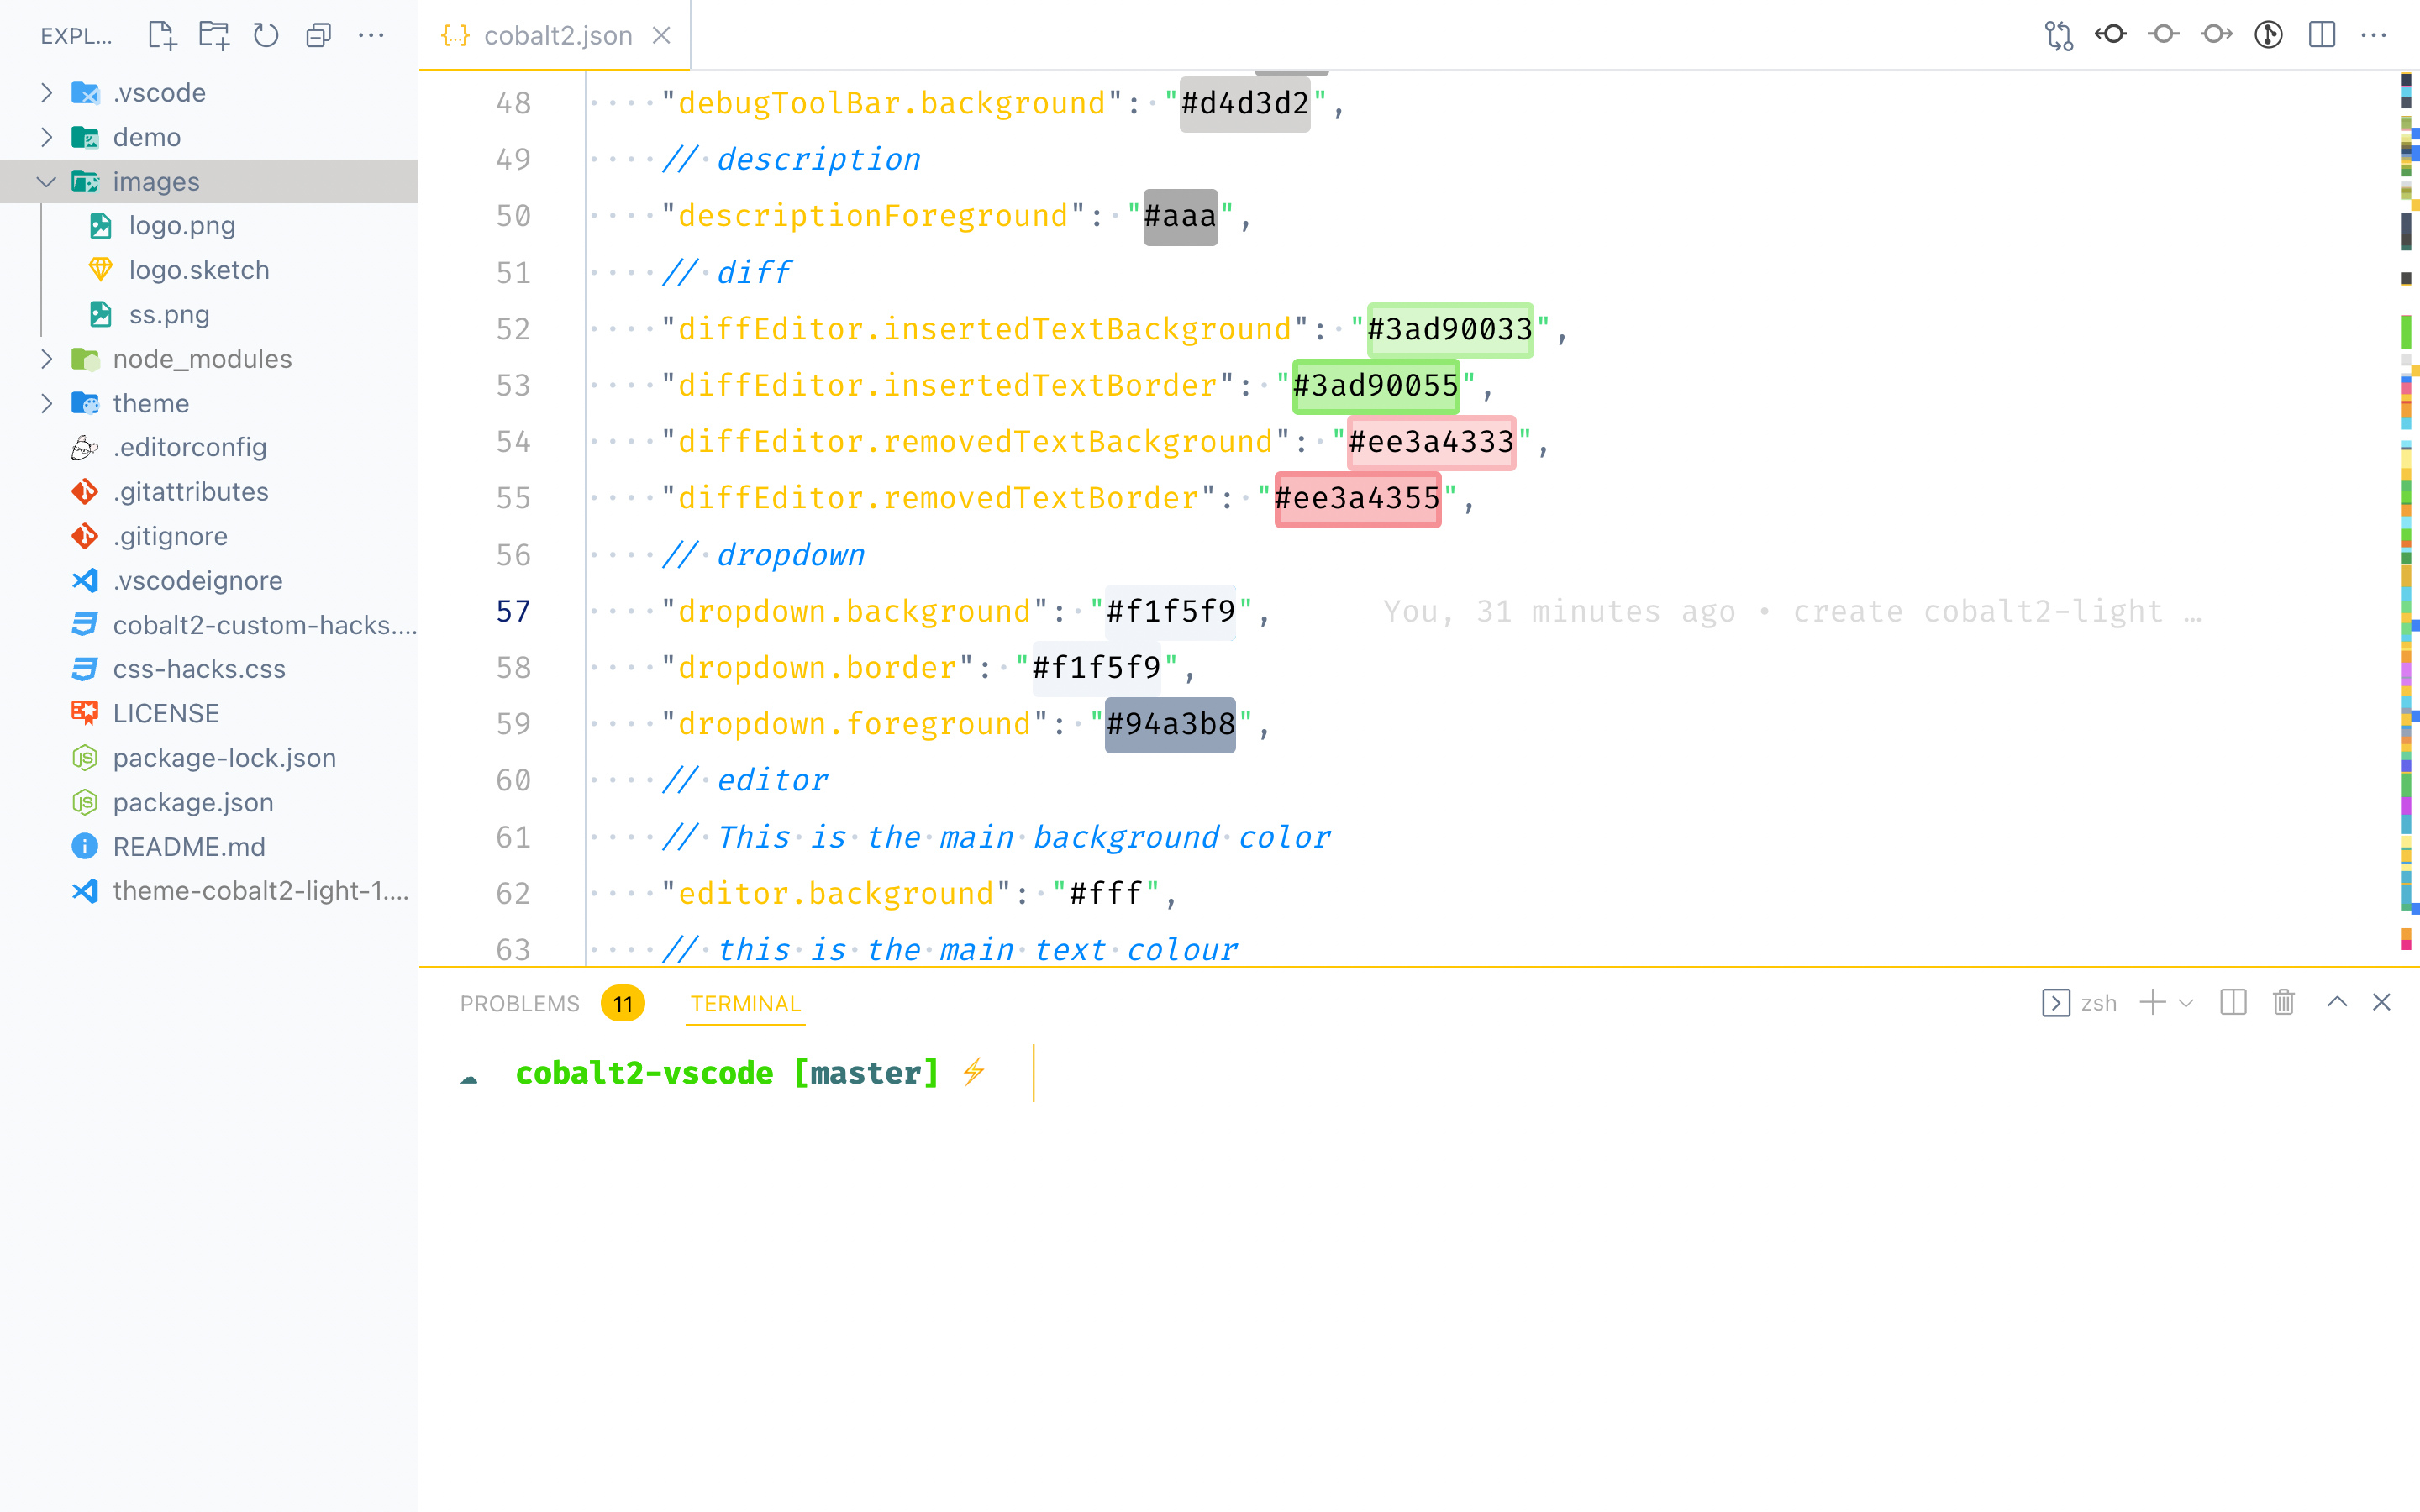 EXPL...
.vscode
demo
images
logo.png
logo.sketch
ss.png
node_modules
theme
.editorconfig
.gitattributes
.gitignore
.vscodeignore
cobalt2-custom-hacks....
css-hacks.css
LICENSE
package-lock.json
package.json
README.md
theme-cobalt2-light-1....
{..} cobalt2.json
48 "debugToolBar.background": "#d4d3d2",
49 // description
50 "descriptionForeground": "#aaa",
51 // diff
52 "diffEditor.insertedTextBackground": "#3ad90033",
53 "diffEditor.insertedTextBorder": "#3ad90055",
54 "diffEditor.removedTextBackground": "#ee3a4333",
55 "diffEditor.removedTextBorder": "#ee3a4355",
56 // dropdown
57 "dropdown.background": "#f1f5f9", You, 31 minutes ago • create cobalt2-light …
58 "dropdown.border": "#f1f5f9",
59 "dropdown.foreground": "#94a3b8",
60 // editor
61 // This is the main background color
62 "editor.background": "#fff",
63 // this is the main text colour
PROBLEMS 11 TERMINAL zsh
cobalt2-vscode [master] ⚡